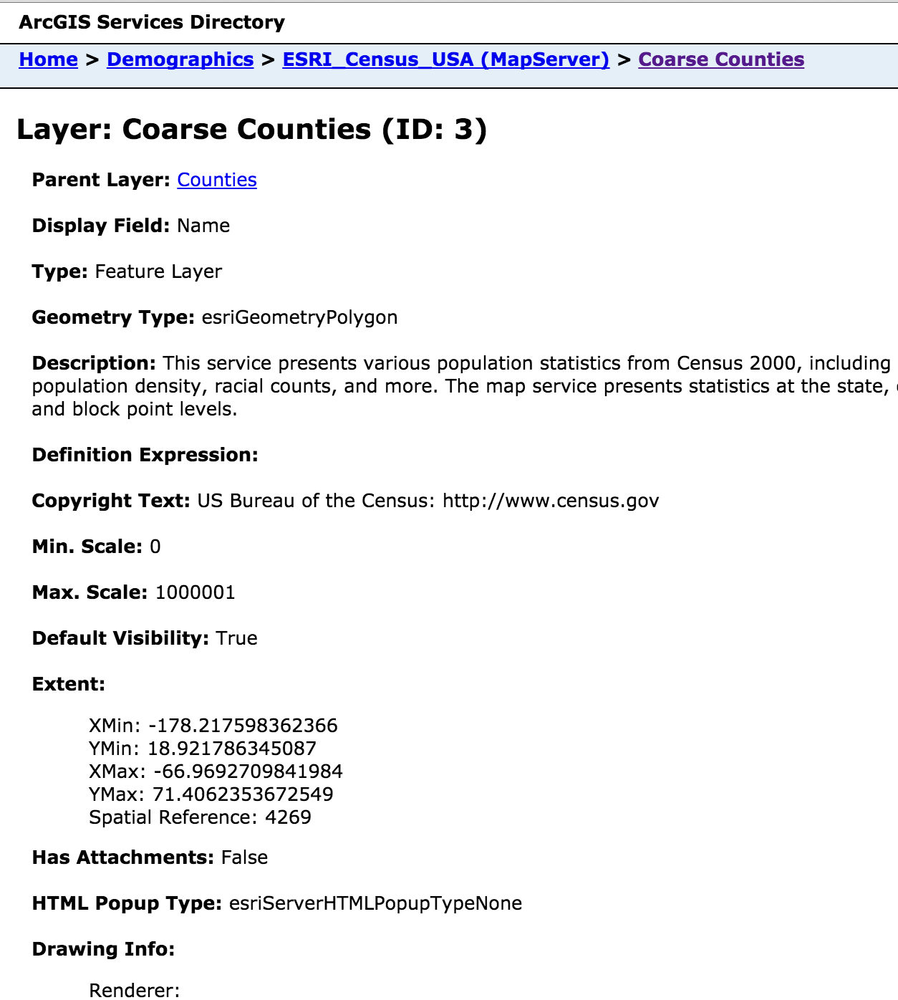 ArcGIS Services Directory
Home > Demographics > ESRI_Census_USA (MapServer) > Coarse Counties
Layer: Coarse Counties (ID: 3)
Parent Layer: Counties
Display Field: Name
Type: Feature Layer
Geometry Type: esriGeometryPolygon
Description: This service presents various population statistics from Census 2000, including
population density, racial counts, and more. The map service presents statistics at the state,
and block point levels.
Definition Expression:
Copyright Text: US Bureau of the Census: http://www.census.gov
Min. Scale: 0
Max. Scale: 1000001
Default Visibility: True
Extent:
XMin: -178.217598362366
YMin: 18.921786345087
XMax: -66.9692709841984
YMax: 71.4062353672549
Spatial Reference: 4269
Has Attachments: False
HTML Popup Type: esriServerHTMLPopupTypeNone
Drawing Info:
Renderer: